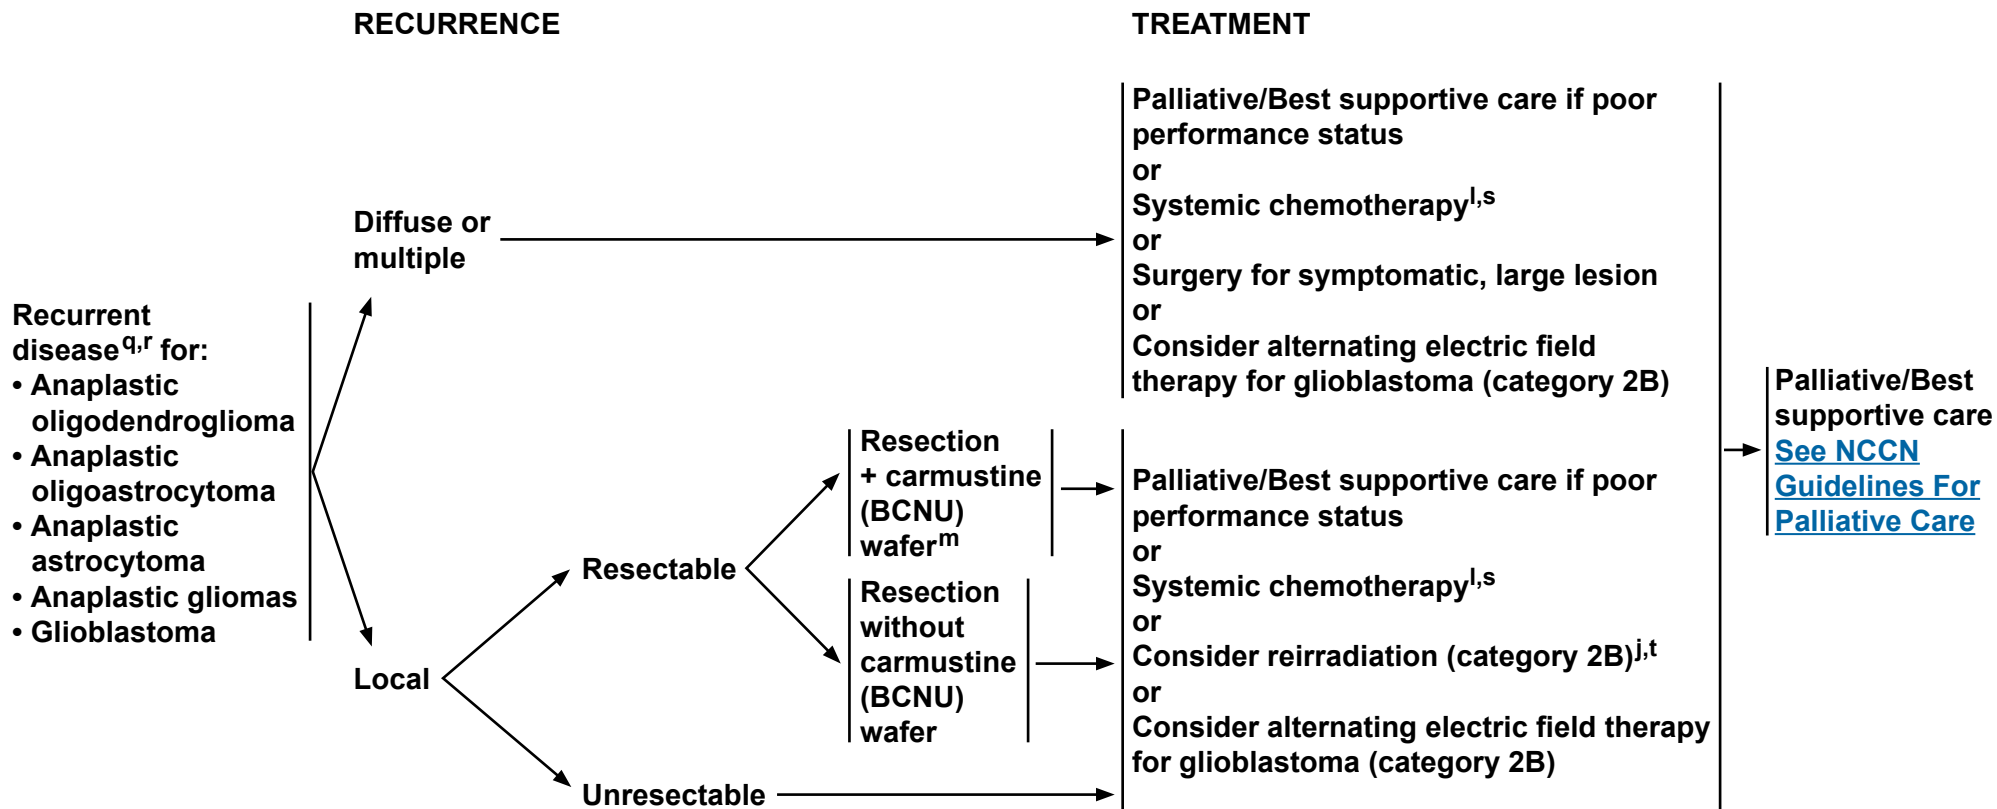 RECURRENCE
TREATMENT
Recurrent
disease q,r for:
• Anaplastic
oligodendroglioma
• Anaplastic
oligoastrocytoma
• Anaplastic
astrocytoma
• Anaplastic gliomas
• Glioblastoma
Diffuse or
multiple
Local
Resectable
Unresectable
Resection
+ carmustine
(BCNU)
wafer m
Resection
without
carmustine
(BCNU)
wafer
Palliative/Best supportive care if poor
performance status
or
Systemic chemotherapy l,s
or
Surgery for symptomatic, large lesion
or
Consider alternating electric field
therapy for glioblastoma (category 2B)
Palliative/Best supportive care if poor
performance status
or
Systemic chemotherapy l,s
or
Consider reirradiation (category 2B) j,t
or
Consider alternating electric field therapy
for glioblastoma (category 2B)
Palliative/Best
supportive care
See NCCN
Guidelines For
Palliative Care